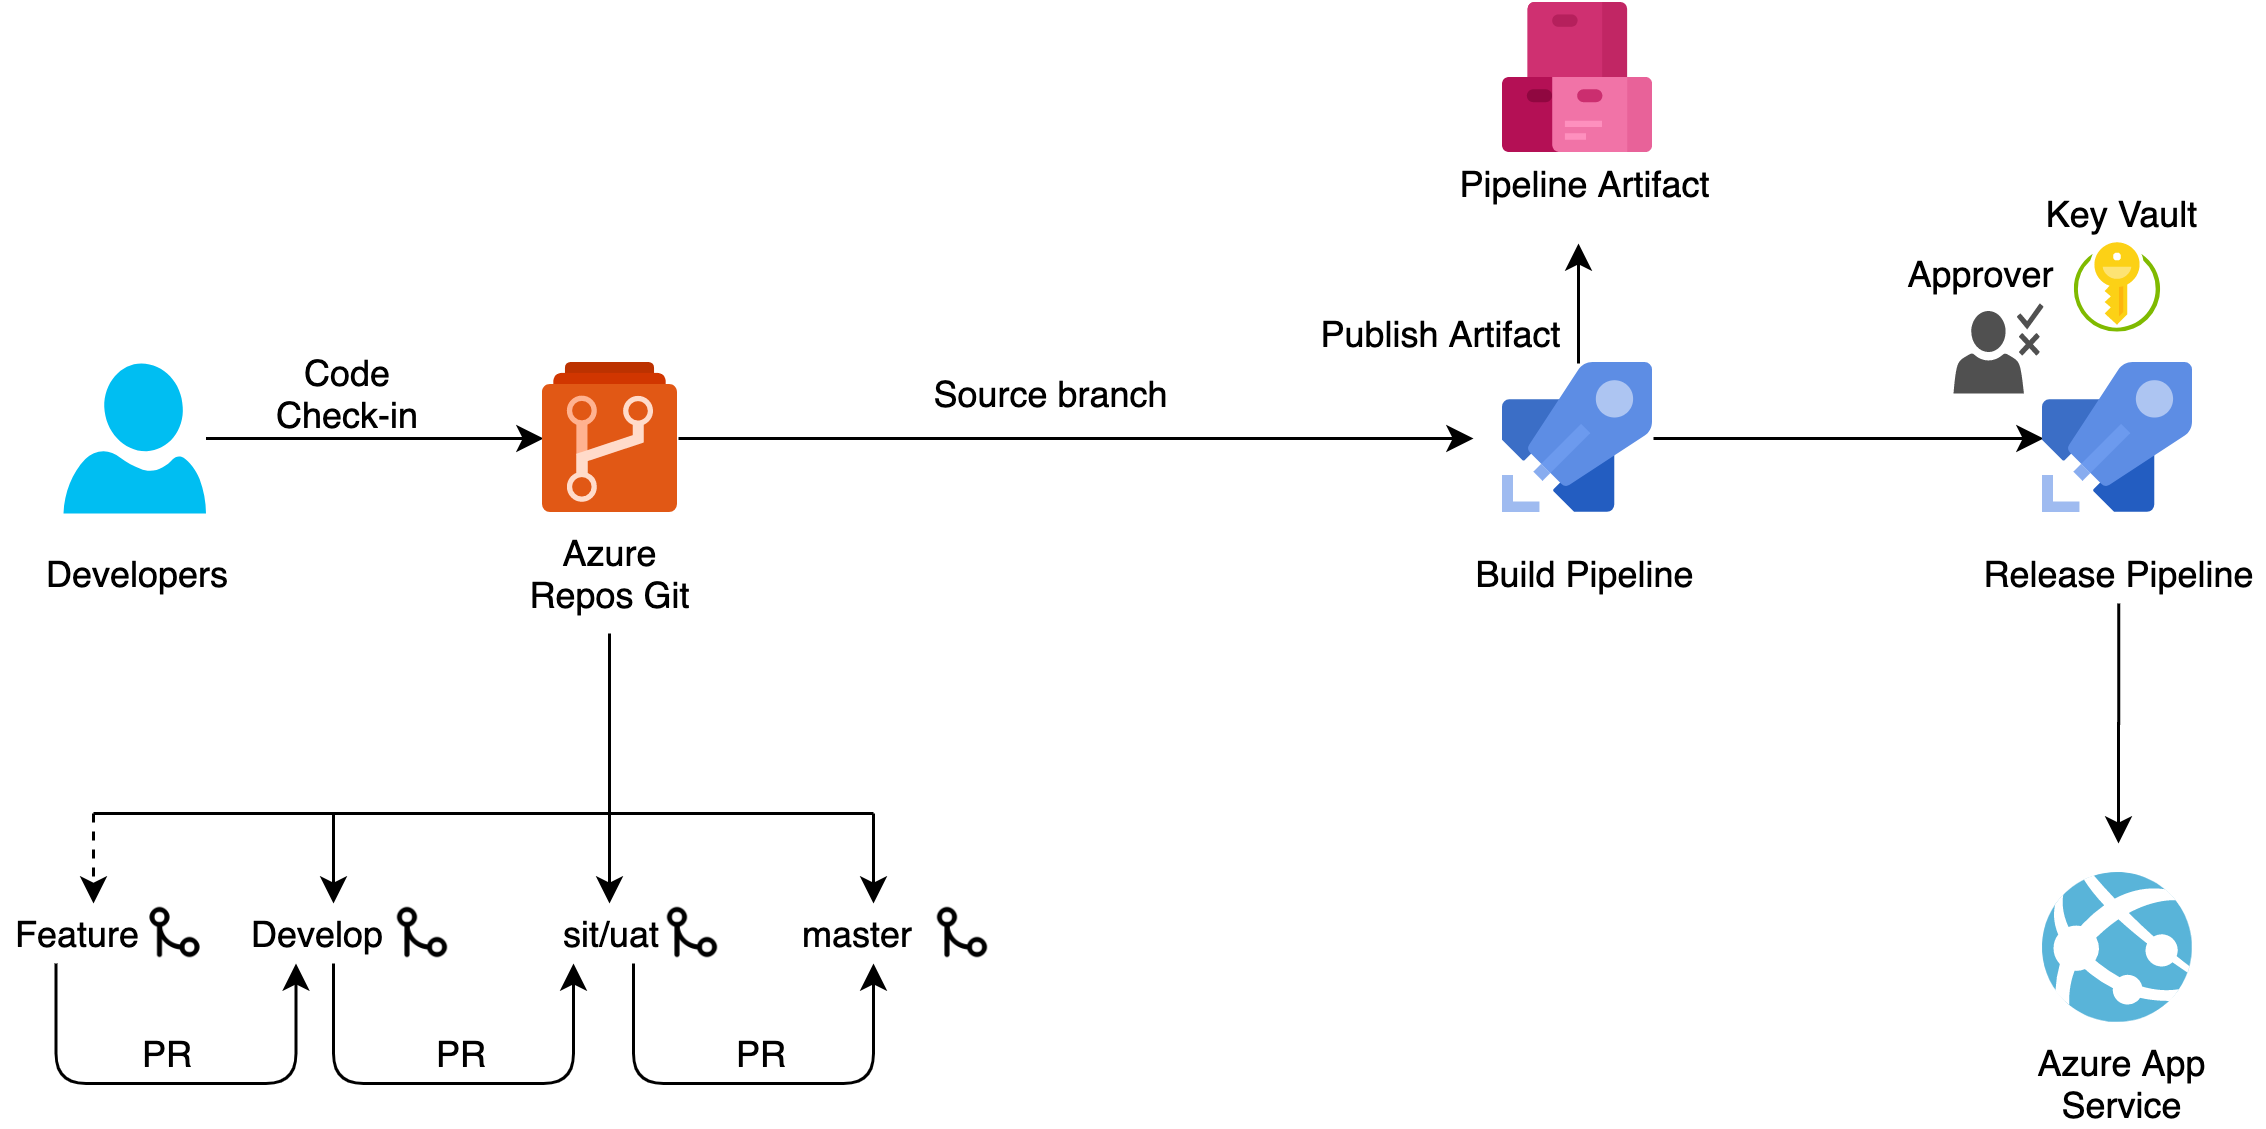 Pipeline Artifact
Key Vault
Approver
Publish Artifact
Code
Check-in
Source branch
Developers
Azure
Repos Git
Build Pipeline
Release Pipeline
Feature
Develop
sit/uat
master
PR
PR
PR
Azure App
Service